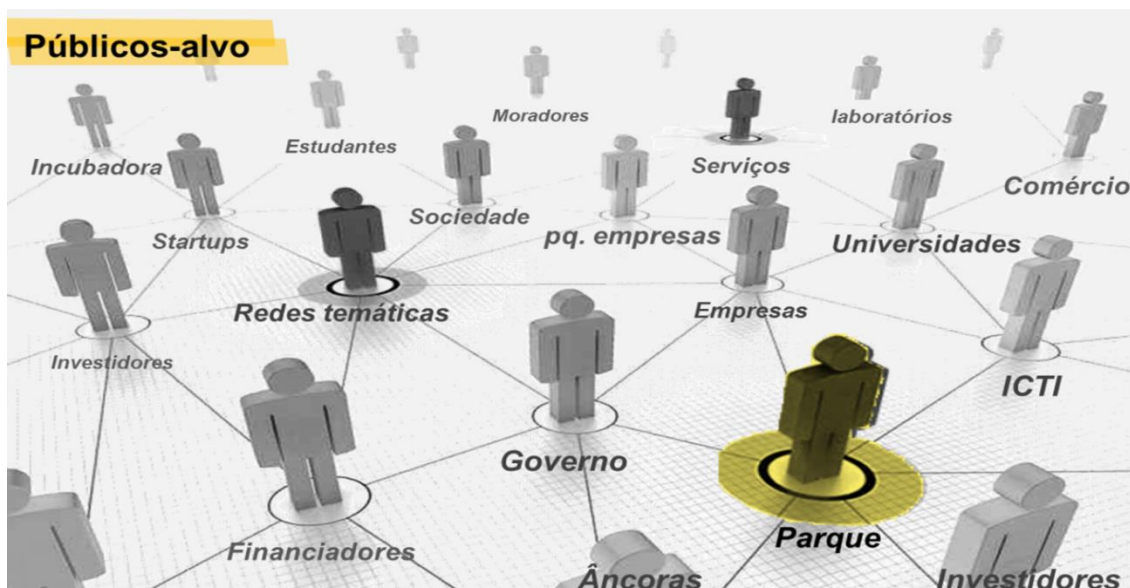 Públicos-alvo
Moradores
laboratórios
Estudantes
Incubadora
Serviços
Comércio
Sociedade
Startups
pq. empresas
Universidades
Redes temáticas
Empresas
Investidores
ICTI
Governo
Parque
Financiadores
Âncoras
Investidores